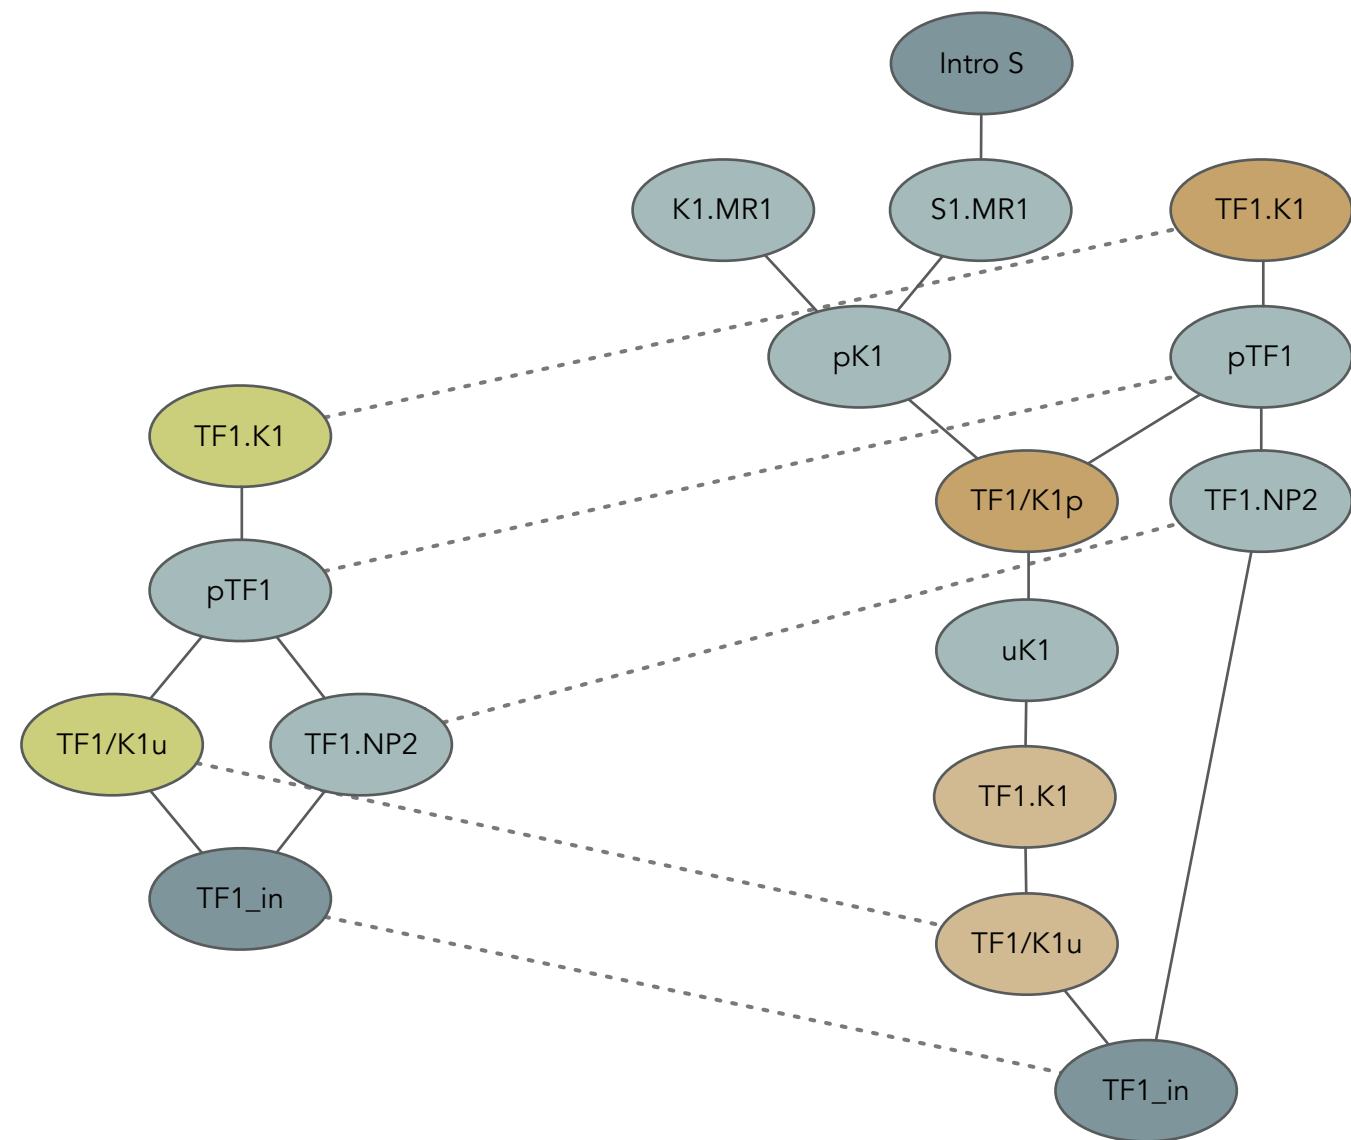 Intro S
K1.MR1
S1.MR1
TF1.K1
pK1
pTF1
TF1.K1
TF1/K1p
TF1.NP2
pTF1
uK1
TF1/K1u
TF1.NP2
TF1.K1
TF1_in
TF1/K1u
TF1_in